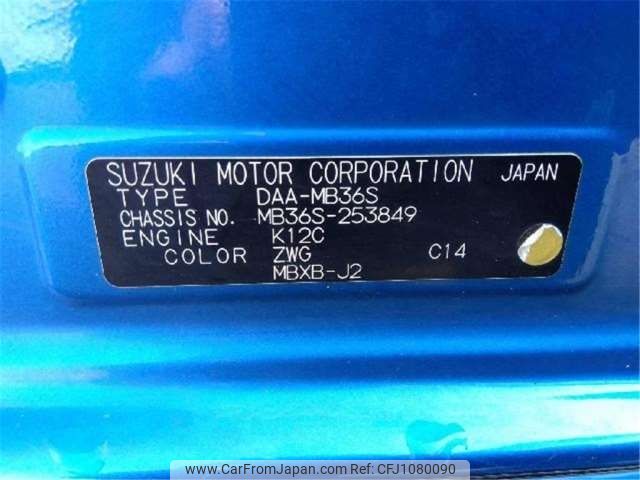 SUZUKI MOTOR CORPORATION JAPAN
TYPE DAA-MB36S
CHASSIS NO. MB36S-253849
ENGINE K12C
COLOR ZWG C14
MBXB-J2
www.CarFromJapan.com - Ref: CFJ1080090